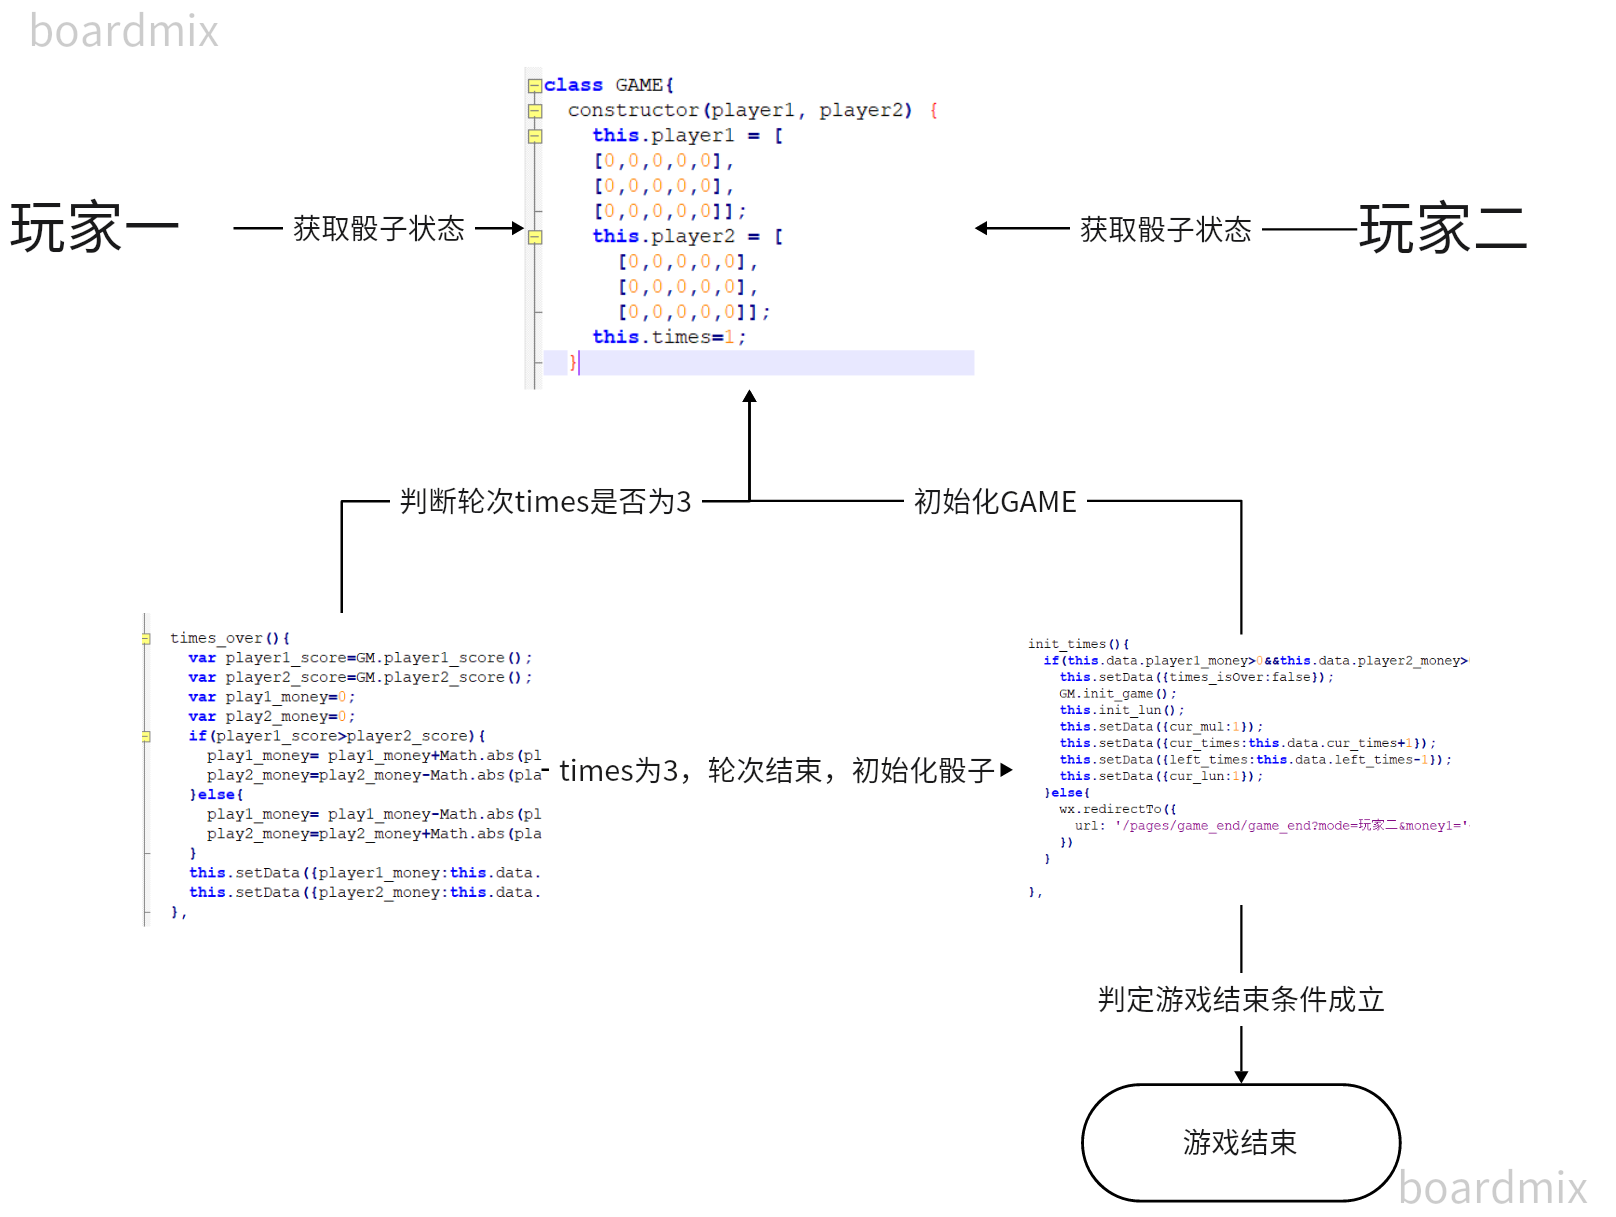 boardmix
class GAME{
constructor(player1, player2) {
this.player1 = [
[0,0,0,0,0],
[0,0,0,0,0],
[0,0,0,0,0]];
this.player2 = [
[0,0,0,0,0],
[0,0,0,0,0],
[0,0,0,0,0]];
this.times=1;
}
玩家一
获取骰子状态
获取骰子状态
玩家二
判断轮次times是否为3
初始化GAME
times_over(){
var player1_score=GM.player1_score();
var player2_score=GM.player2_score();
var play1_money=0;
var play2_money=0;
if(player1_score>player2_score){
play1_money= play1_money+Math.abs(pl
play2_money=play2_money-Math.abs(pla
}else{
play1_money= play1_money-Math.abs(pl
play2_money=play2_money+Math.abs(pla
}
this.setData({player1_money:this.data.
this.setData({player2_money:this.data.
},
times为3，轮次结束，初始化骰子
init_times(){
if(this.data.player1_money>0&&this.data.player2_money>
this.setData({times_isOver:false});
GM.init_game();
this.init_lun();
this.setData({cur_mul:1});
this.setData({cur_times:this.data.cur_times+1});
this.setData({left_times:this.data.left_times-1});
this.setData({cur_lun:1});
}else{
wx.redirectTo({
url: '/pages/game_end/game_end?mode=玩家二&money1='
})
}
},
判定游戏结束条件成立
游戏结束
boardmix